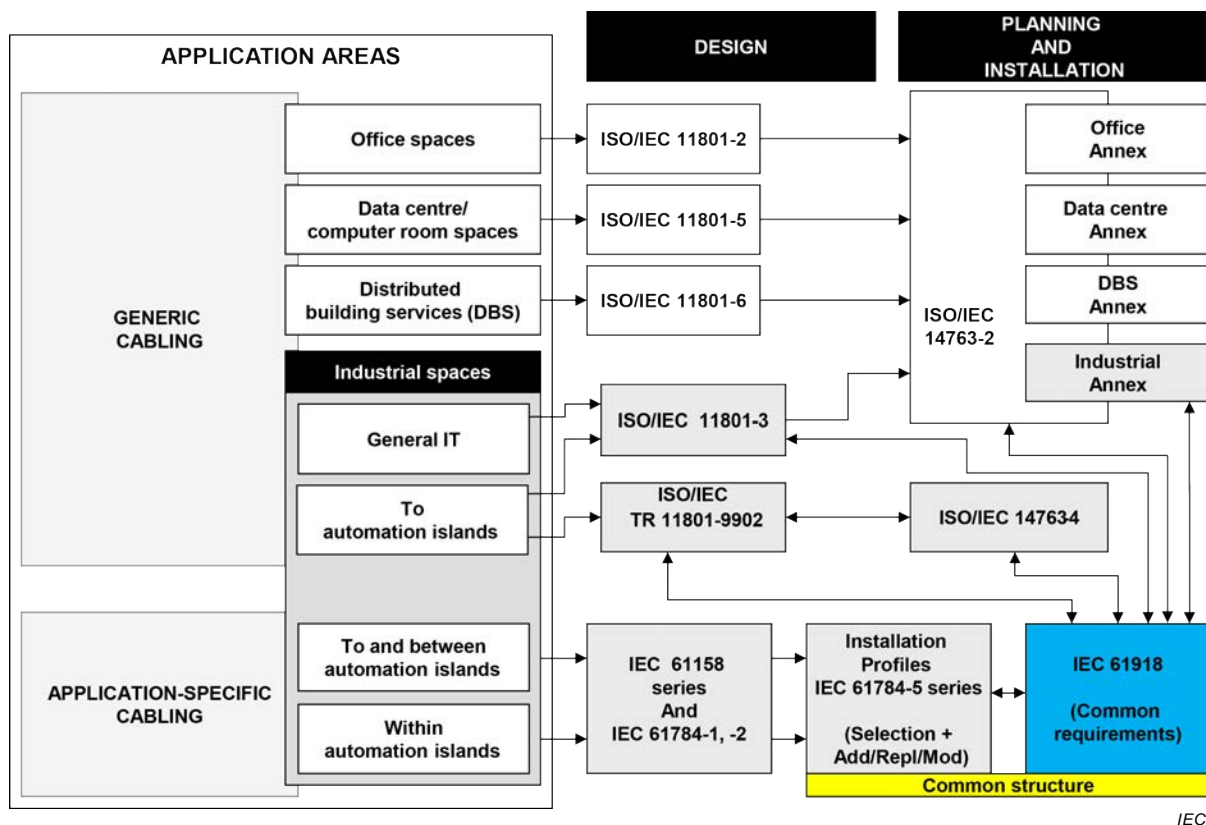 APPLICATION AREAS
DESIGN
PLANNING
AND
INSTALLATION
GENERIC
CABLING
Office spaces
ISO/IEC 11801-2
Office
Annex
Data centre/
computer room spaces
ISO/IEC 11801-5
Data centre
Annex
Distributed
building services (DBS)
ISO/IEC 11801-6
DBS
Annex
ISO/IEC
14763-2
Industrial
Annex
Industrial spaces
General IT
ISO/IEC 11801-3
To
automation islands
ISO/IEC
TR 11801-9902
ISO/IEC 14763-4
APPLICATION-SPECIFIC
CABLING
To and between
automation islands
Within
automation islands
IEC 61158
series
And
IEC 61784-1, -2
Installation
Profiles
IEC 61784-5 series
(Selection +
Add/Repl/Mod)
IEC 61918
(Common
requirements)
Common structure
IEC